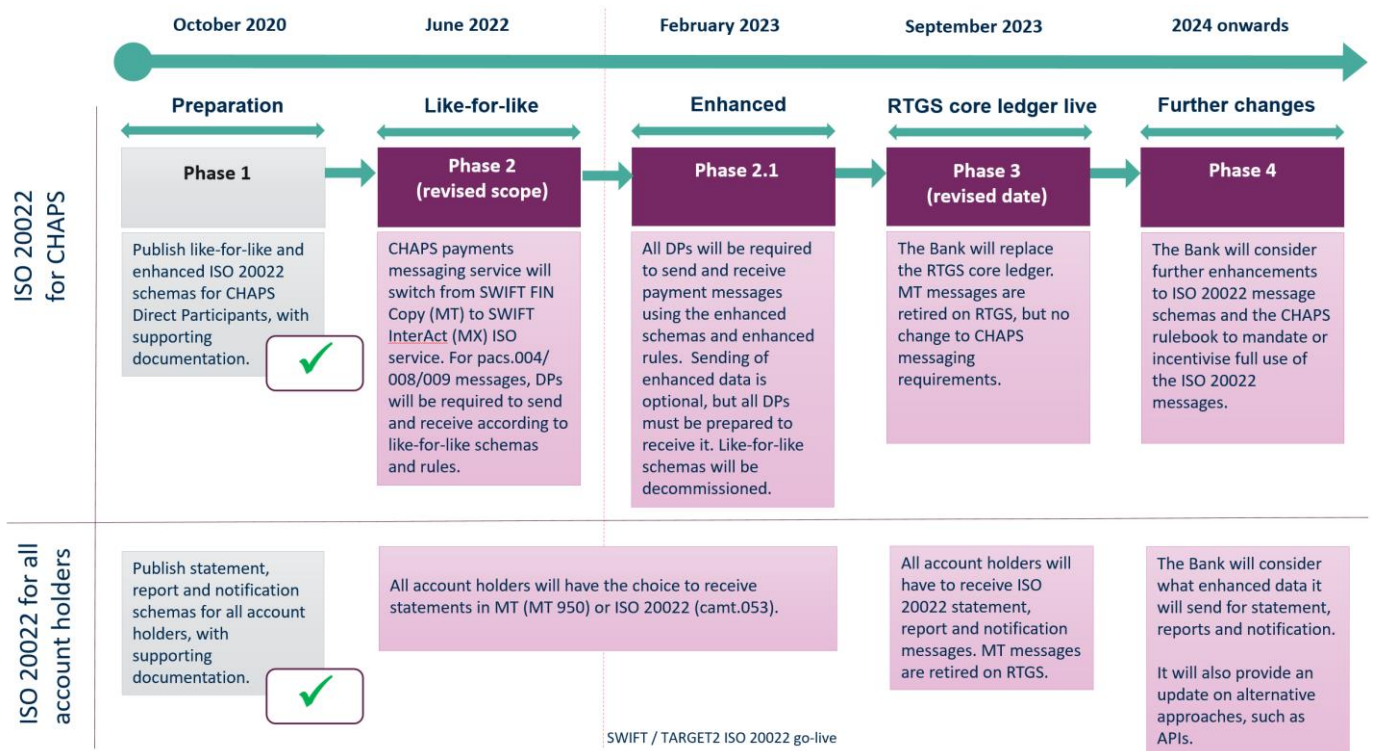 October 2020
June 2022
February 2023
September 2023
2024 onwards
Preparation
Like-for-like
Enhanced
RTGS core ledger live
Further changes
ISO 20022
for CHAPS
Phase 1
Phase 2
(revised scope)
Phase 2.1
Phase 3
(revised date)
Phase 4
Publish like-for-like and
enhanced ISO 20022
schemas for CHAPS
Direct Participants, with
supporting
documentation.
CHAPS payments
messaging service will
switch from SWIFT FIN
Copy (MT) to SWIFT
InterAct (MX) ISO
service. For pacs.004/
008/009 messages, DPs
will be required to send
and receive according to
like-for-like schemas
and rules.
All DPs will be required
to send and receive
payment messages
using the enhanced
schemas and enhanced
rules.  Sending of
enhanced data is
optional, but all DPs
must be prepared to
receive it. Like-for-like
schemas will be
decommissioned.
The Bank will replace
the RTGS core ledger.
MT messages are
retired on RTGS, but no
change to CHAPS
messaging
requirements.
The Bank will consider
further enhancements
to ISO 20022 message
schemas and the CHAPS
rulebook to mandate or
incentivise full use of
the ISO 20022
messages.
ISO 20022 for all
account holders
Publish statement,
report and notification
schemas for all account
holders, with
supporting
documentation.
All account holders will have the choice to receive
statements in MT (MT 950) or ISO 20022 (camt.053).
All account holders will
have to receive ISO
20022 statement,
report and notification
messages. MT messages
are retired on RTGS.
The Bank will consider
what enhanced data it
will send for statement,
reports and notification.
It will also provide an
update on alternative
approaches, such as
APIs.
SWIFT / TARGET2 ISO 20022 go-live